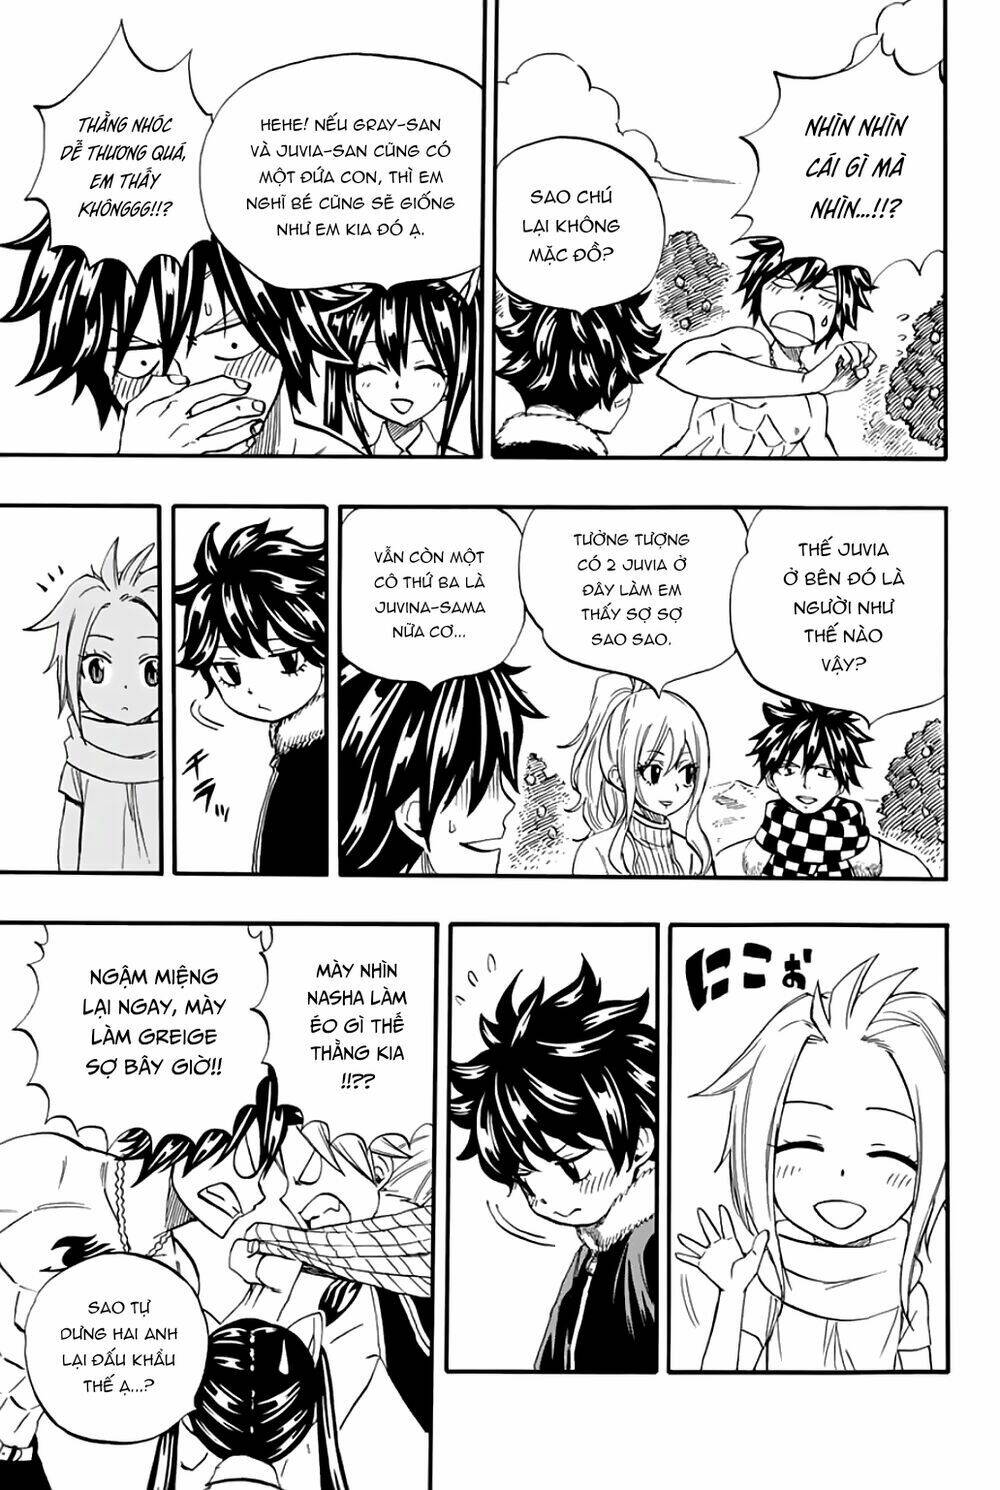 NHÌN NHÌN
CÁI GÌ MÀ
NHÌN...!!?
SAO CHÚ
LẠI KHÔNG
MẶC ĐỒ?
HEHE! NẾU GRAY-SAN
VÀ JUVIA-SAN CŨNG CÓ
MỘT ĐỨA CON, THÌ EM
NGHĨ BÉ CŨNG SẼ GIỐNG
NHƯ EM KIA ĐÓ Ạ.
THẰNG NHÓC
DỄ THƯƠNG QUÁ,
EM THẤY
KHÔNGGG!!?
THẾ JUVIA
Ở BÊN ĐÓ LÀ
NGƯỜI NHƯ
THẾ NÀO
VẬY?
TƯỞNG TƯỢNG
CÓ 2 JUVIA Ở
ĐÂY LÀM EM
THẤY SỢ SỢ
SAO SAO.
VẪN CÒN MỘT
CÔ THỨ BA LÀ
JUVINA-SAMA
NỮA CƠ...
チラ
にこぉ
MÀY NHÌN
NASHA LÀM
ÉO GÌ THẾ
THẰNG KIA
!!??
NGẬM MIỆNG
LẠI NGAY, MÀY
LÀM GREIGE
SỢ BÂY GIỜ!!
SAO TỰ
DƯNG HAI ANH
LẠI ĐẤU KHẨU
THẾ Ạ...?